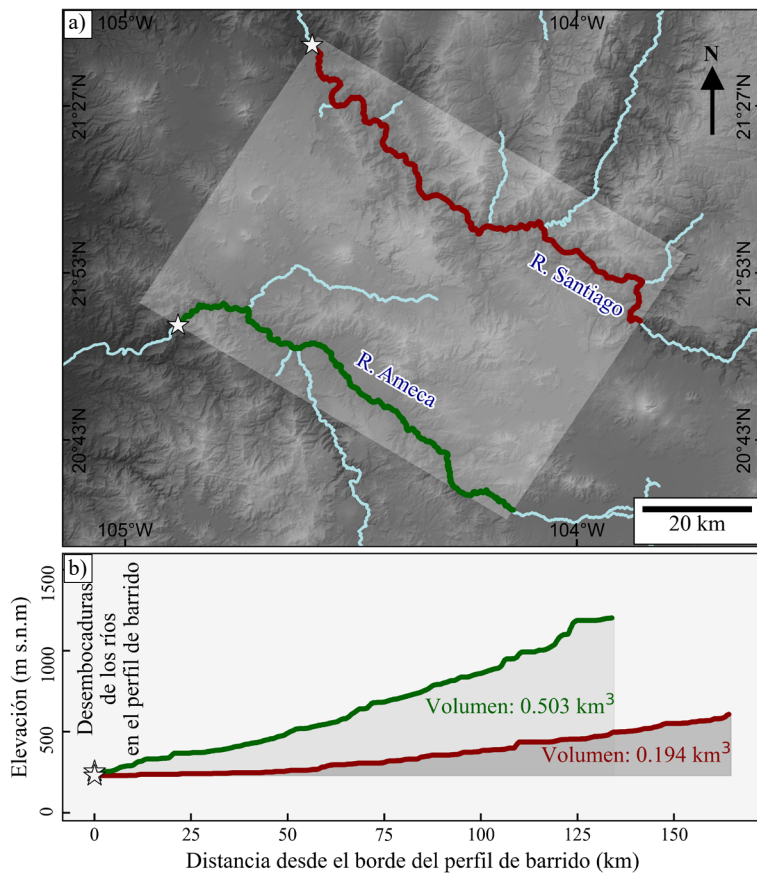 a)
105°W
104°W
N
21°27'N
21°27'N
R. Santiago
21°53'N
21°53'N
R. Ameca
20°43'N
20°43'N
20 km
105°W
104°W
b)
Desembocaduras
de los ríos
en el perfil de barrido
Elevación (m s.n.m)
1500
1000
500
0
Volumen: 0.503 km³
Volumen: 0.194 km³
0
25
50
75
100
125
150
Distancia desde el borde del perfil de barrido (km)